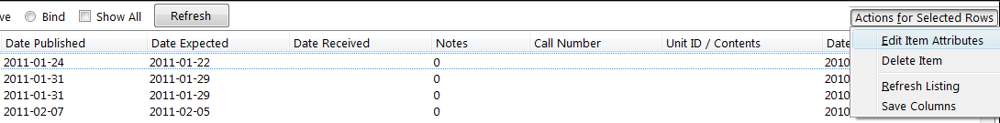 ve Bind Show All Refresh Actions for Selected Rows
Date Published Date Expected Date Received Notes Call Number Unit ID / Contents Date
Edit Item Attributes
2011-01-24 2011-01-22 0 2010
Delete Item
2011-01-31 2011-01-29 0 2010
2011-01-31 2011-01-29 0 2010
Refresh Listing
2011-02-07 2011-02-05 0 2010
Save Columns